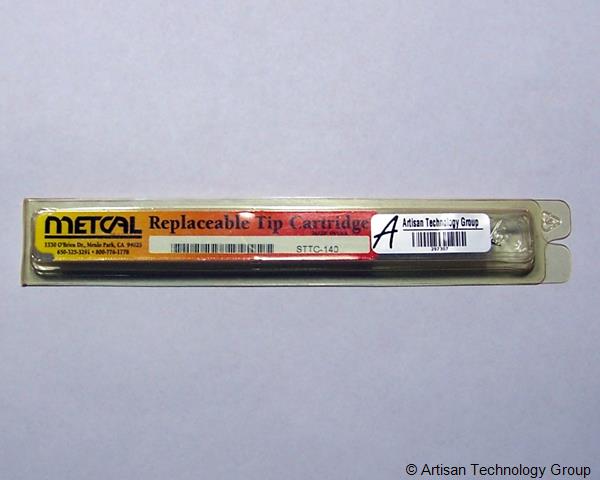 METCAL
1530 O'Brien Dr., Menlo Park, CA 94025
650-325-3291 • 800-776-1778
Replaceable Tip Cartridge
STTC-140
A
Artisan Technology Group
© Artisan Technology Group